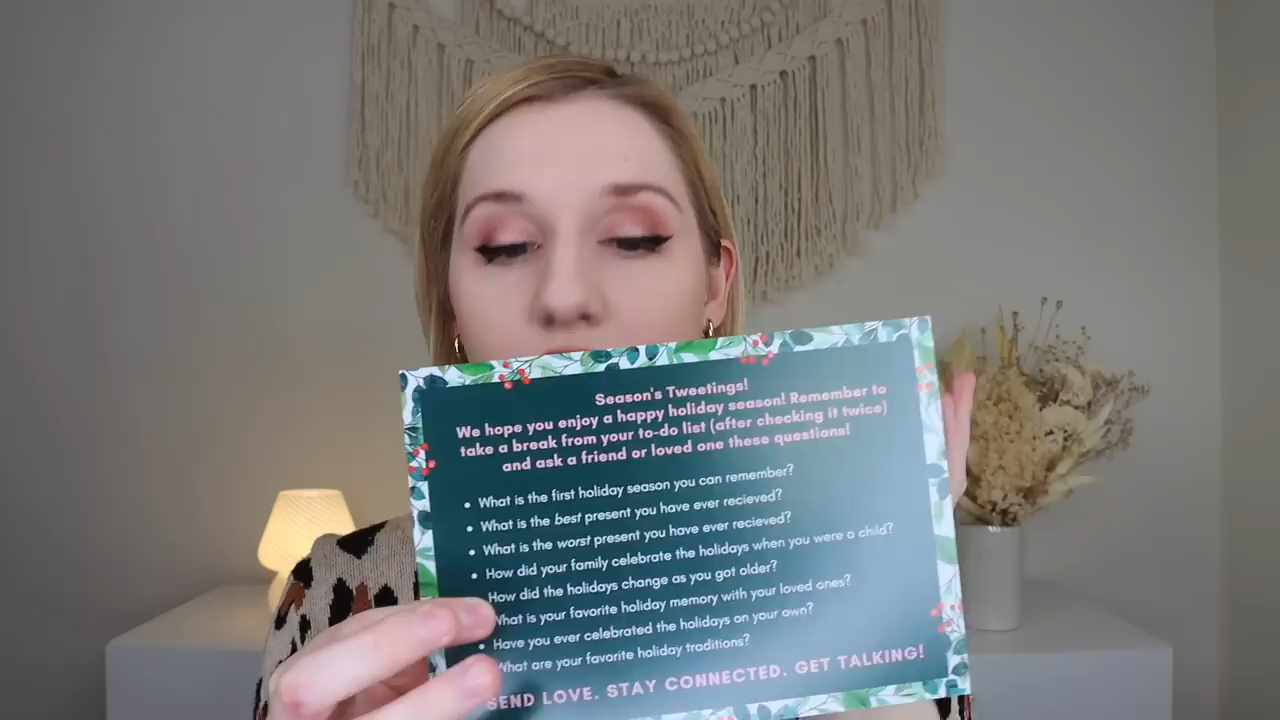 Season's Tweetings!
We hope you enjoy a happy holiday season! Remember to
take a break from your to-do list (after checking it twice)
and ask a friend or loved one these questions!
• What is the first holiday season you can remember?
• What is the best present you have ever recieved?
• What is the worst present you have ever recieved?
• How did your family celebrate the holidays when you were a child?
How did the holidays change as you got older?
What is your favorite holiday memory with your loved ones?
• Have you ever celebrated the holidays on your own?
What are your favorite holiday traditions?
SEND LOVE. STAY CONNECTED. GET TALKING!